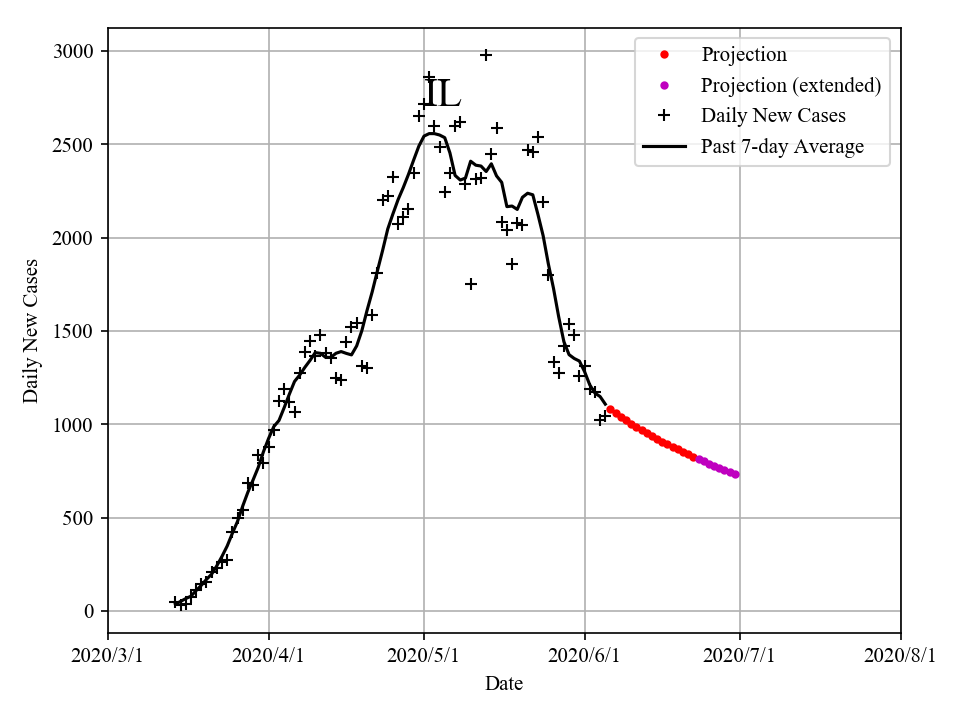 3000
2500
2000
1500
1000
500
0
Daily New Cases
IL
Projection
Projection (extended)
Daily New Cases
Past 7-day Average
2020/3/1 2020/4/1 2020/5/1 2020/6/1 2020/7/1 2020/8/1
Date